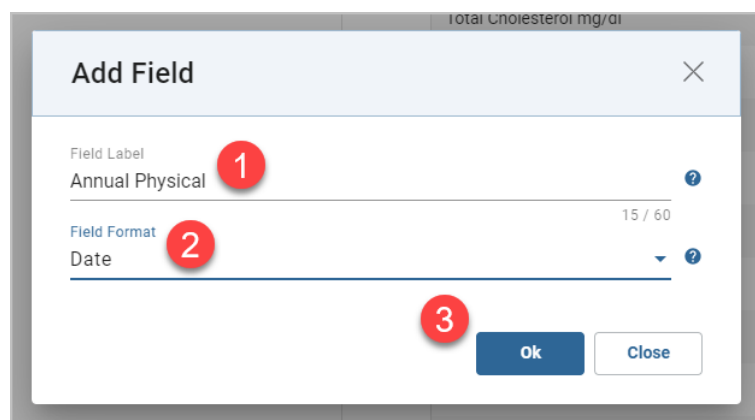 Total Cholesterol mg/dl
Add Field
Field Label
Annual Physical
1
15 / 60
Field Format
2
Date
3
Ok
Close